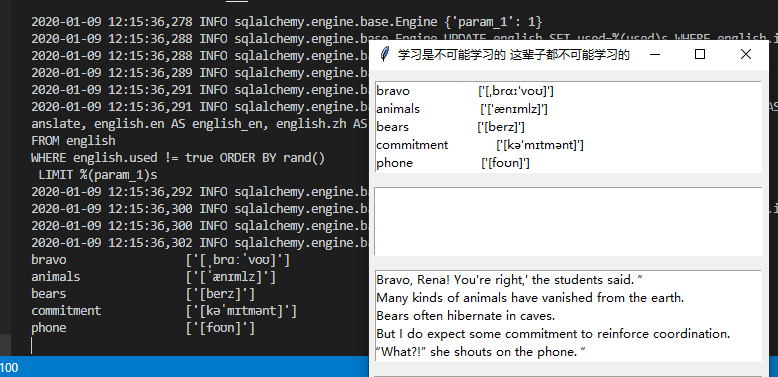 2020-01-09 12:15:36,278 INFO sqlalchemy.engine.base.Engine {'param_1': 1}
2020-01-09 12:15:36,288 INFO sqlalchemy.engine.base.Engine UPDATE english SET used=%(used)s WHERE english.i
2020-01-09 12:15:36,288 INFO sqlalchemy.engine.ba
2020-01-09 12:15:36,289 INFO sqlalchemy.engine.ba
2020-01-09 12:15:36,291 INFO sqlalchemy.engine.ba
2020-01-09 12:15:36,291 INFO sqlalchemy.engine.ba
anslate, english.en AS english_en, english.zh AS
FROM english
WHERE english.used != true ORDER BY rand()
LIMIT %(param_1)s
2020-01-09 12:15:36,292 INFO sqlalchemy.engine.ba
2020-01-09 12:15:36,300 INFO sqlalchemy.engine.ba
2020-01-09 12:15:36,300 INFO sqlalchemy.engine.ba
2020-01-09 12:15:36,302 INFO sqlalchemy.engine.ba
bravo ['[ˌbrɑːˈvoʊ]']
animals ['[ˈænɪmlz]']
bears ['[berz]']
commitment ['[kəˈmɪtmənt]']
phone ['[foʊn]']
100
学习是不可能学习的 这辈子都不可能学习的
bravo ['[ˌbrɑːˈvoʊ]']
animals ['[ˈænɪmlz]']
bears ['[berz]']
commitment ['[kəˈmɪtmənt]']
phone ['[foʊn]']
Bravo, Rena! You're right,' the students said. “
Many kinds of animals have vanished from the earth.
Bears often hibernate in caves.
But I do expect some commitment to reinforce coordination.
“What?!” she shouts on the phone. “